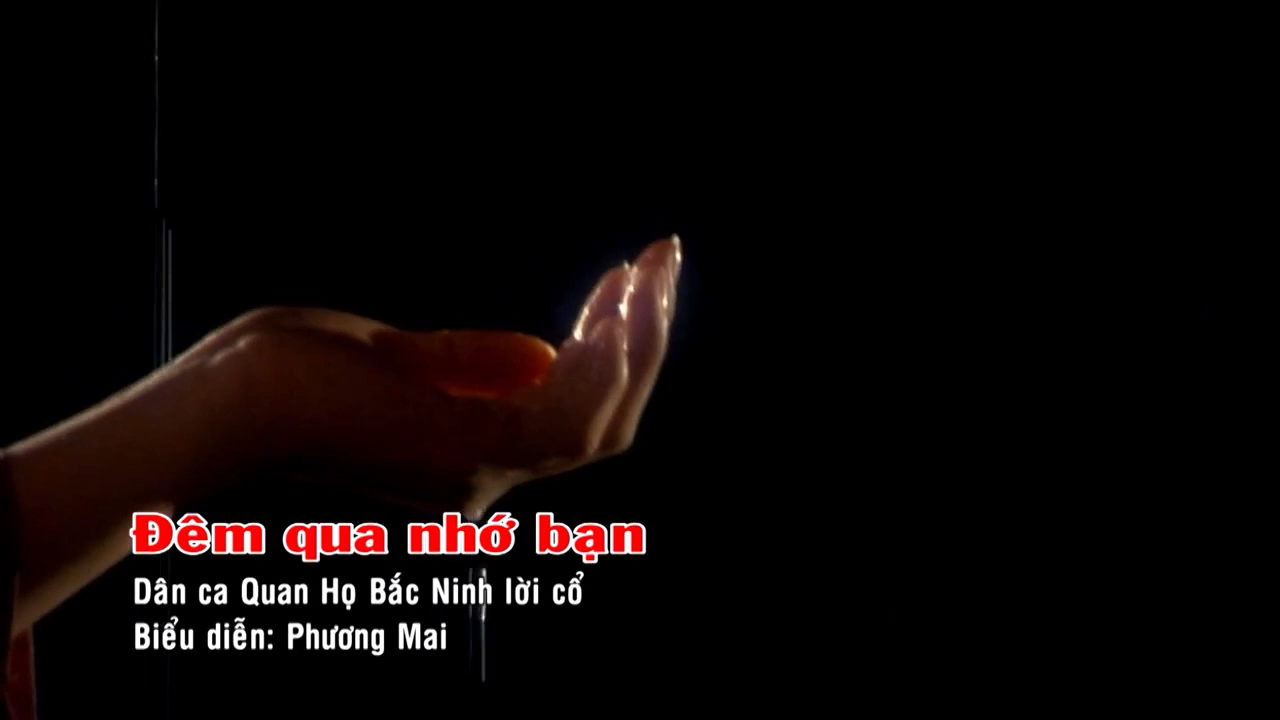 Đêm qua nhớ bạn
Dân ca Quan Họ Bắc Ninh lời cổ
Biểu diễn: Phương Mai